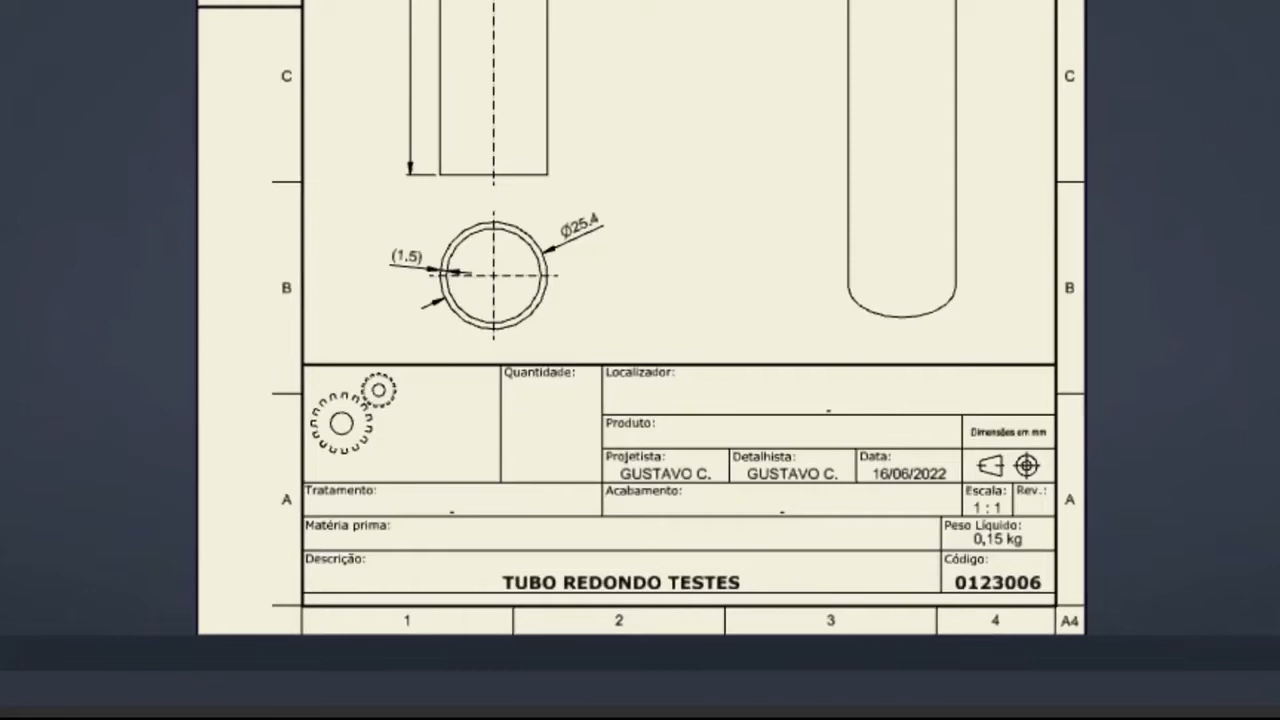 C
C
Ø25.4
(1.5)
B
B
Quantidade:
Localizador:
-
Produto:
Dimensões em mm
Projetista:
GUSTAVO C.
Detalhista:
GUSTAVO C.
Data:
16/06/2022
Tratamento:
-
Acabamento:
-
Escala:
1 : 1
Rev.:
A
A
Matéria prima:
Peso Líquido:
0,15 kg
Descrição:
TUBO REDONDO TESTES
Código:
0123006
1
2
3
4
A4